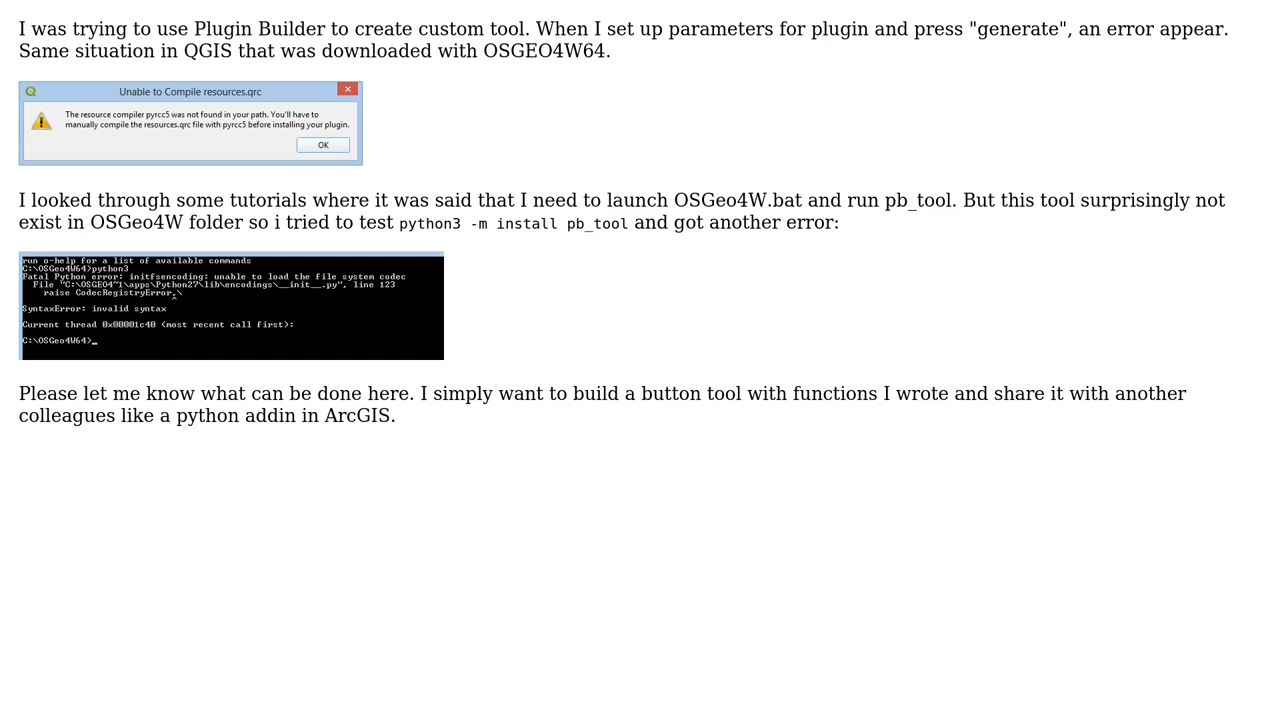 I was trying to use Plugin Builder to create custom tool. When I set up parameters for plugin and press "generate", an error appear.
Same situation in QGIS that was downloaded with OSGEO4W64.
Unable to Compile resources.qrc
The resource compiler pyrcc5 was not found in your path. You'll have to
manually compile the resources.qrc file with pyrcc5 before installing your plugin.
OK
I looked through some tutorials where it was said that I need to launch OSGeo4W.bat and run pb_tool. But this tool surprisingly not
exist in OSGeo4W folder so i tried to test python3 -m install pb_tool and got another error:
run o-help for a list of available commands
C:\OSGeo4W64>python3
Fatal Python error: initfsencoding: unable to load the file system codec
File "C:\OSGEO4~1\apps\Python27\lib\encodings\__init__.py", line 123
raise CodecRegistryError,\
^
SyntaxError: invalid syntax
Current thread 0x00001c40 (most recent call first):
C:\OSGeo4W64>_
Please let me know what can be done here. I simply want to build a button tool with functions I wrote and share it with another
colleagues like a python addin in ArcGIS.